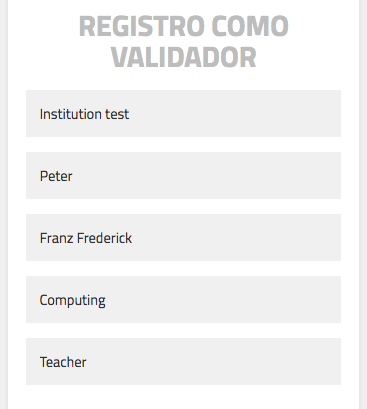 REGISTRO COMO
VALIDADOR
Institution test
Peter
Franz Frederick
Computing
Teacher